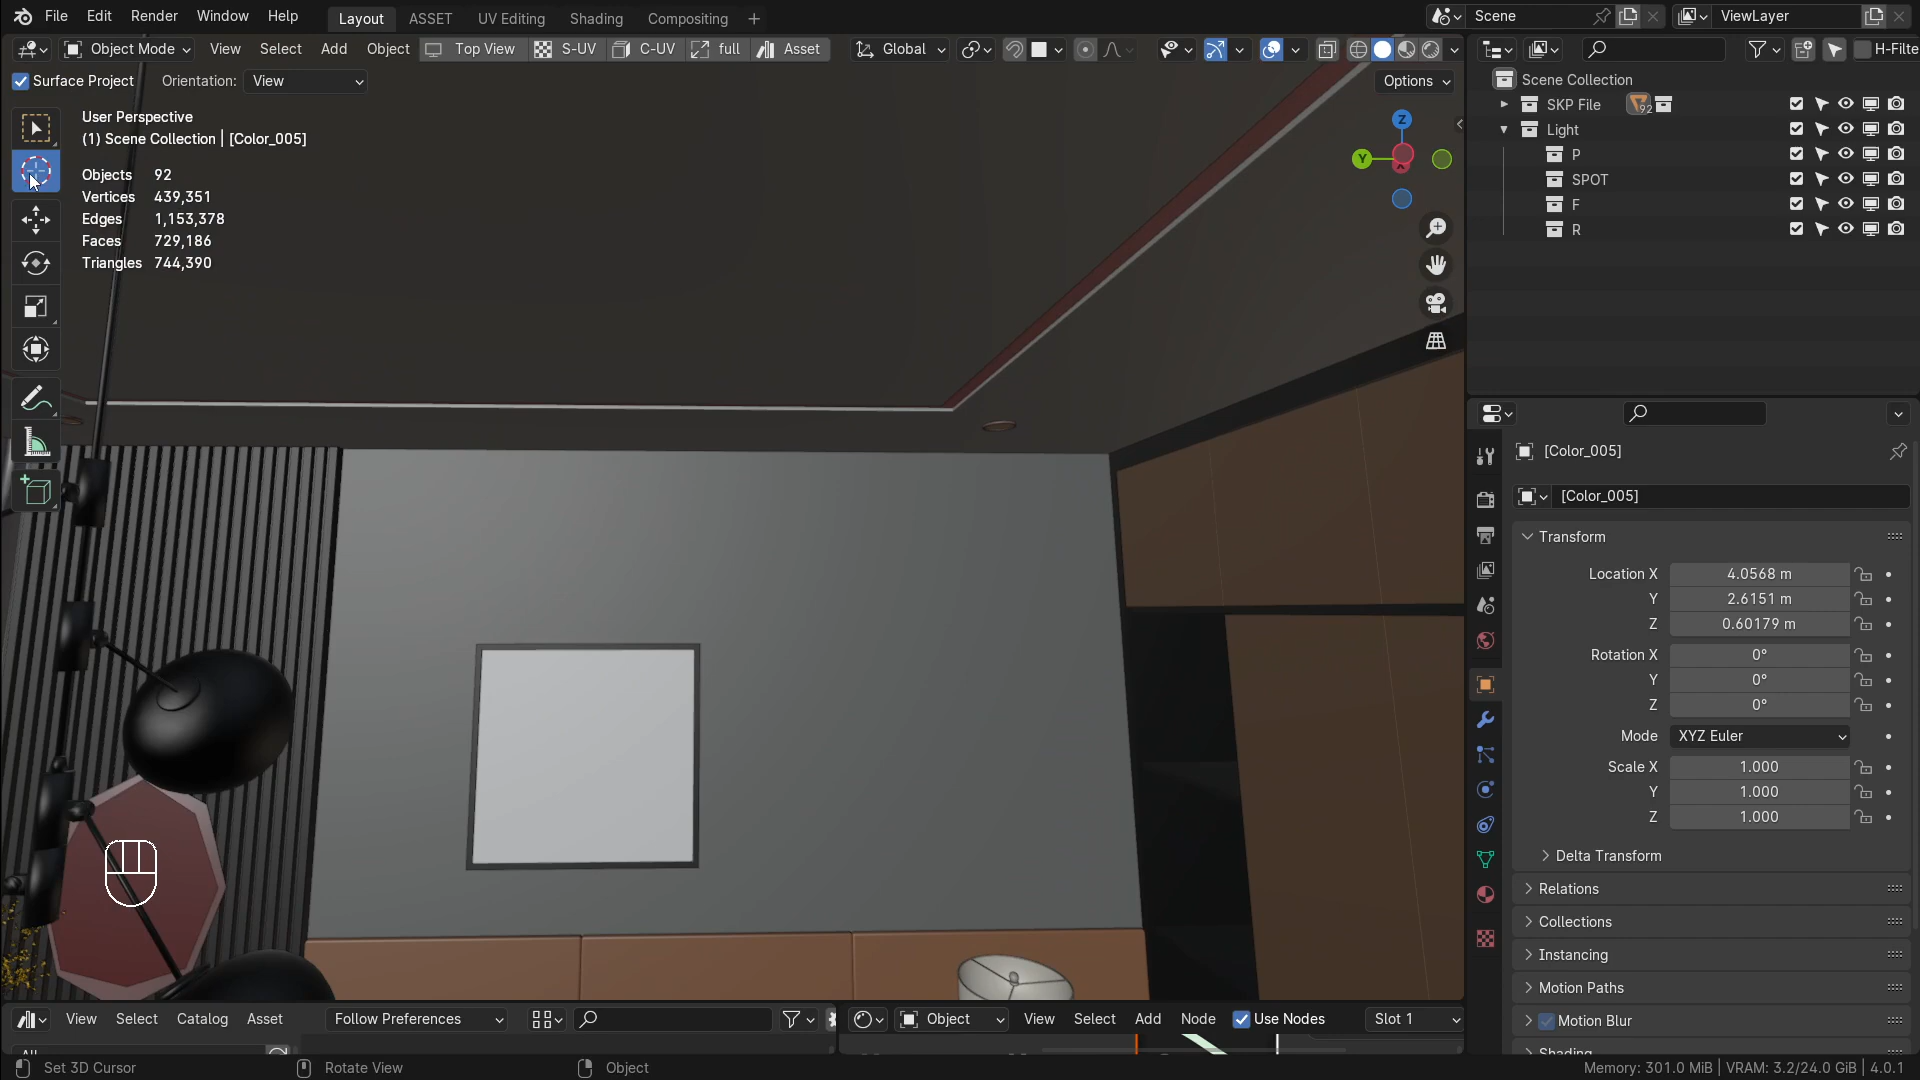 File Edit Render Window Help Layout ASSET UV Editing Shading Compositing + Scene ViewLayer
Object Mode View Select Add Object Top View S-UV C-UV full Asset Global H-Filte
Surface Project Orientation: View Options
User Perspective
(1) Scene Collection | [Color_005]
Objects 92
Vertices 439,351
Edges 1,153,378
Faces 729,186
Triangles 744,390
Z
Y
Scene Collection
SKP File 92
Light
P
SPOT
F
R
[Color_005]
[Color_005]
Transform
Location X 4.0568 m
Y 2.6151 m
Z 0.60179 m
Rotation X 0°
Y 0°
Z 0°
Mode XYZ Euler
Scale X 1.000
Y 1.000
Z 1.000
Delta Transform
Relations
Collections
Instancing
Motion Paths
Motion Blur
Shading
View Select Catalog Asset Follow Preferences Object View Select Add Node Use Nodes Slot 1
All
Set 3D Cursor Rotate View Object Memory: 301.0 MiB | VRAM: 3.2/24.0 GiB | 4.0.1